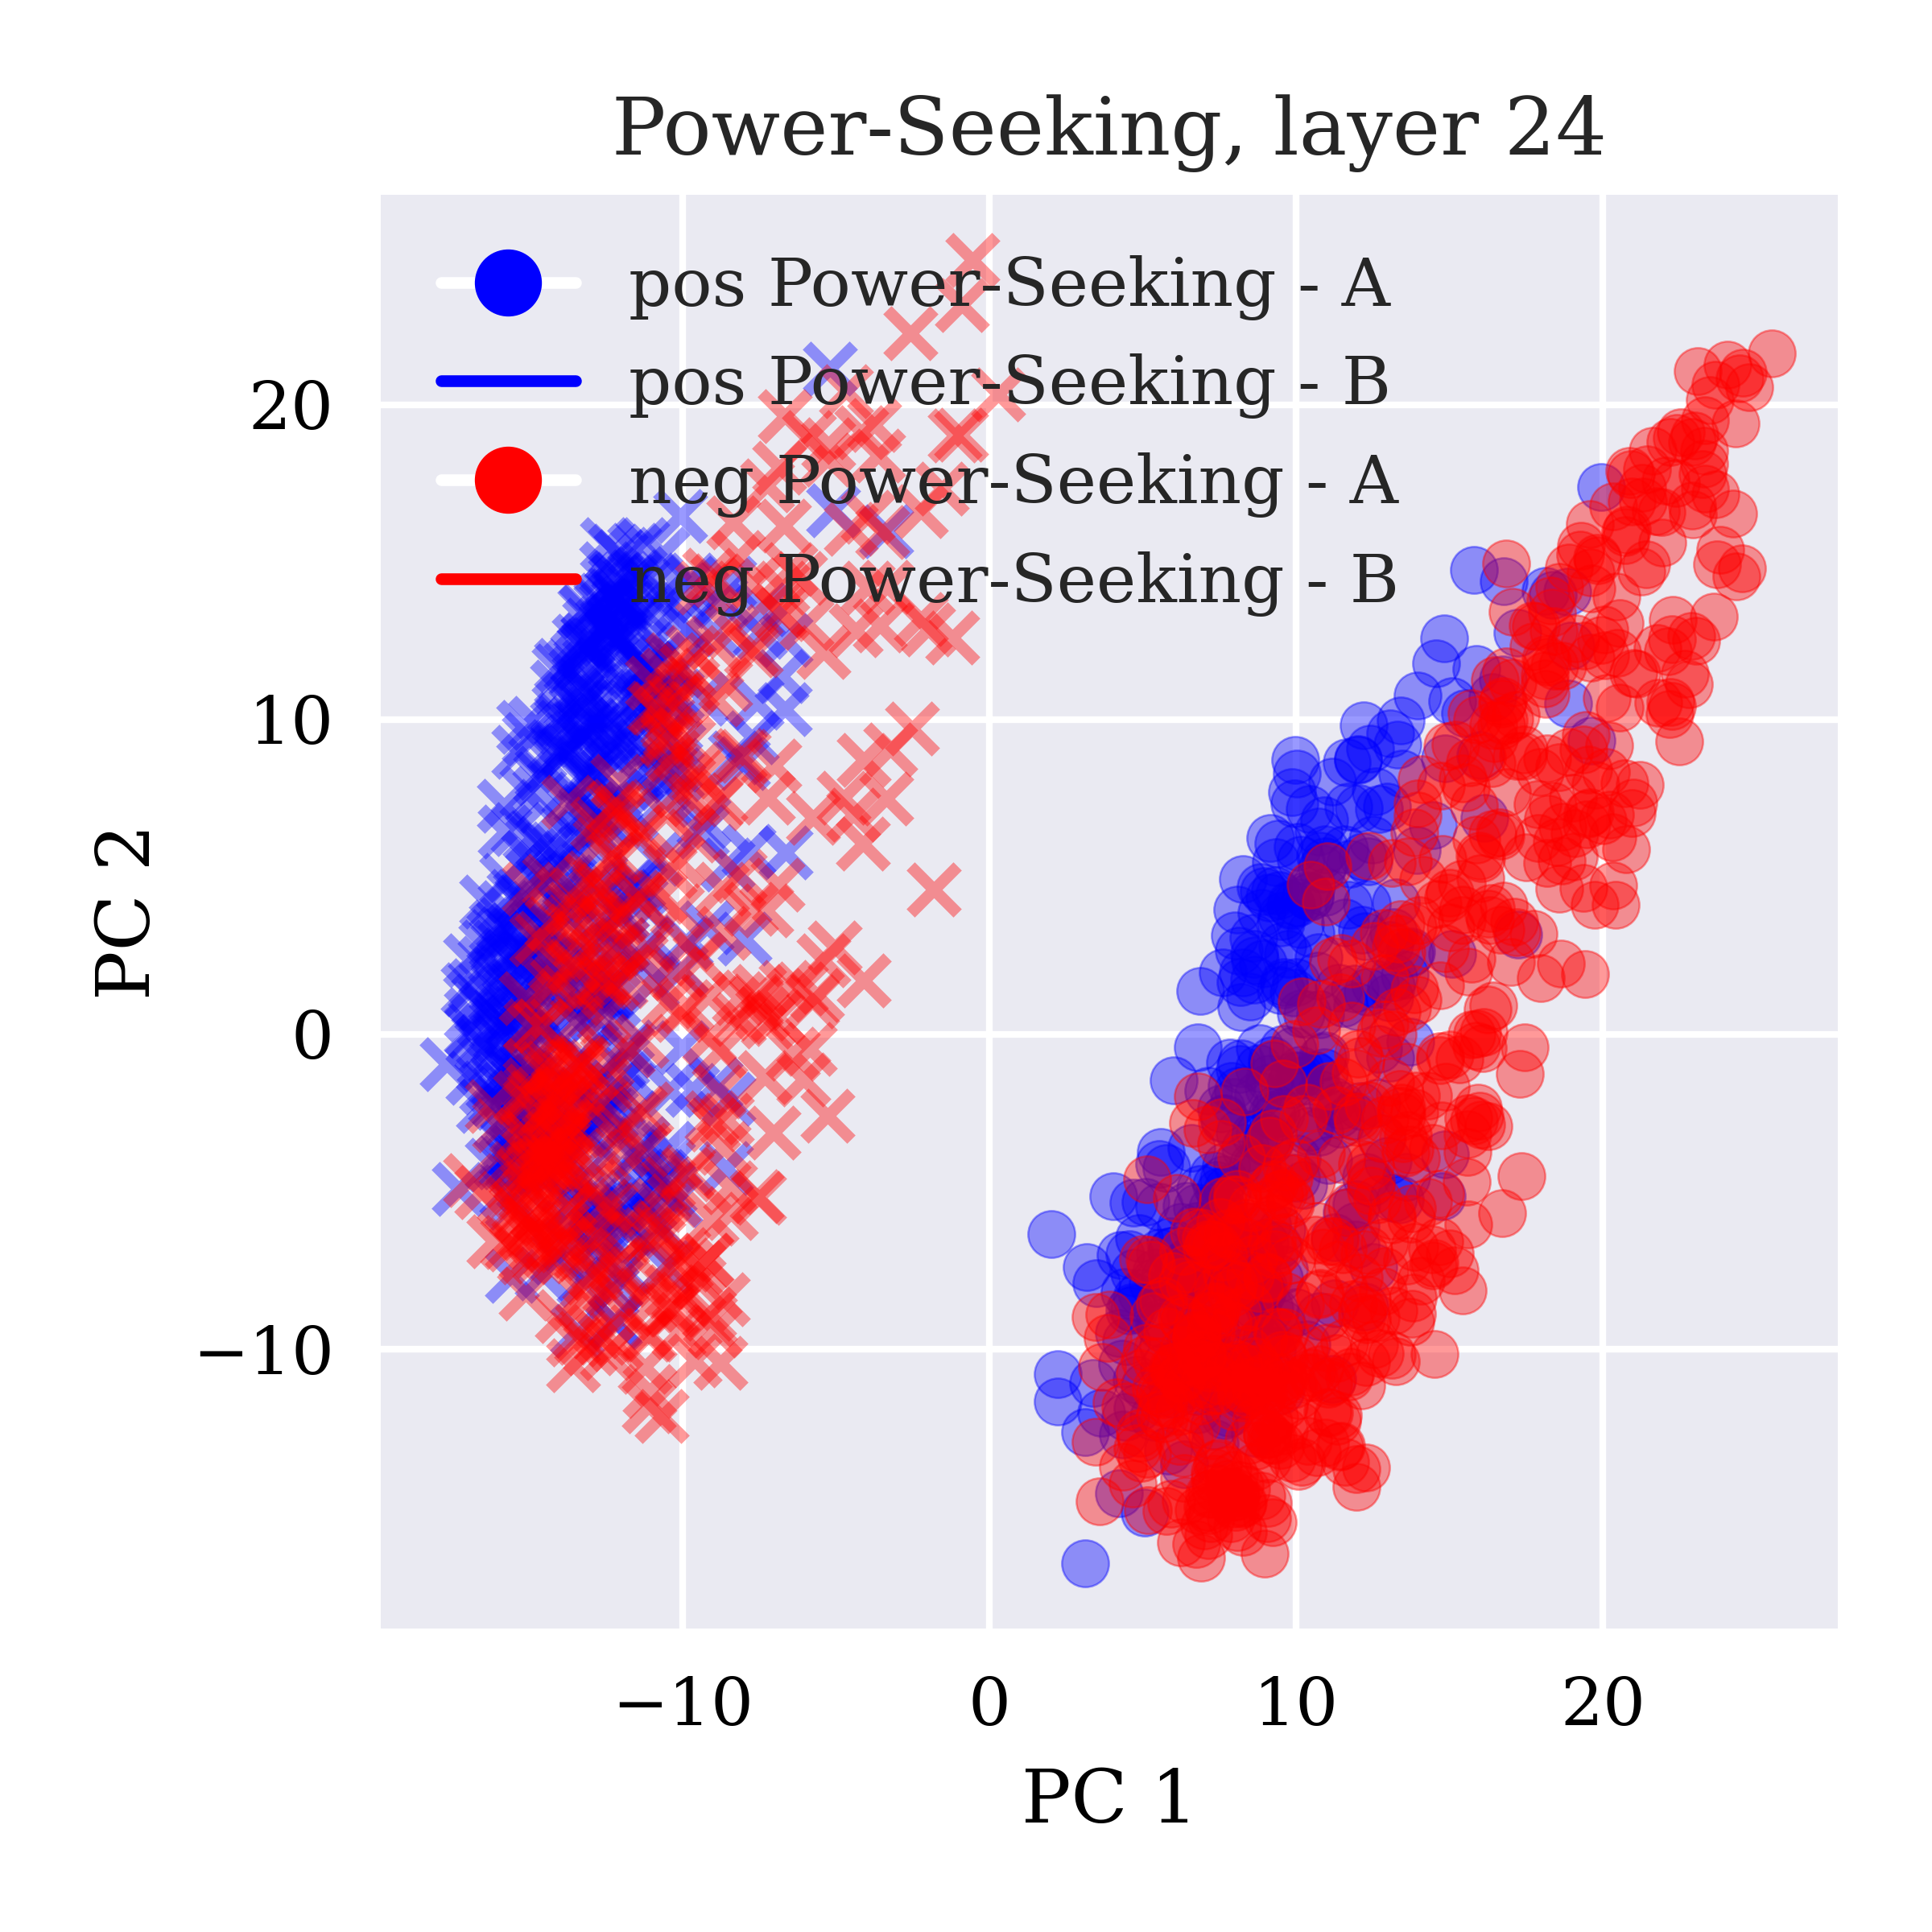 Power-Seeking, layer 24
pos Power-Seeking - A
pos Power-Seeking - B
neg Power-Seeking - A
neg Power-Seeking - B
20
10
0
−10
PC 2
−10 0 10 20
PC 1